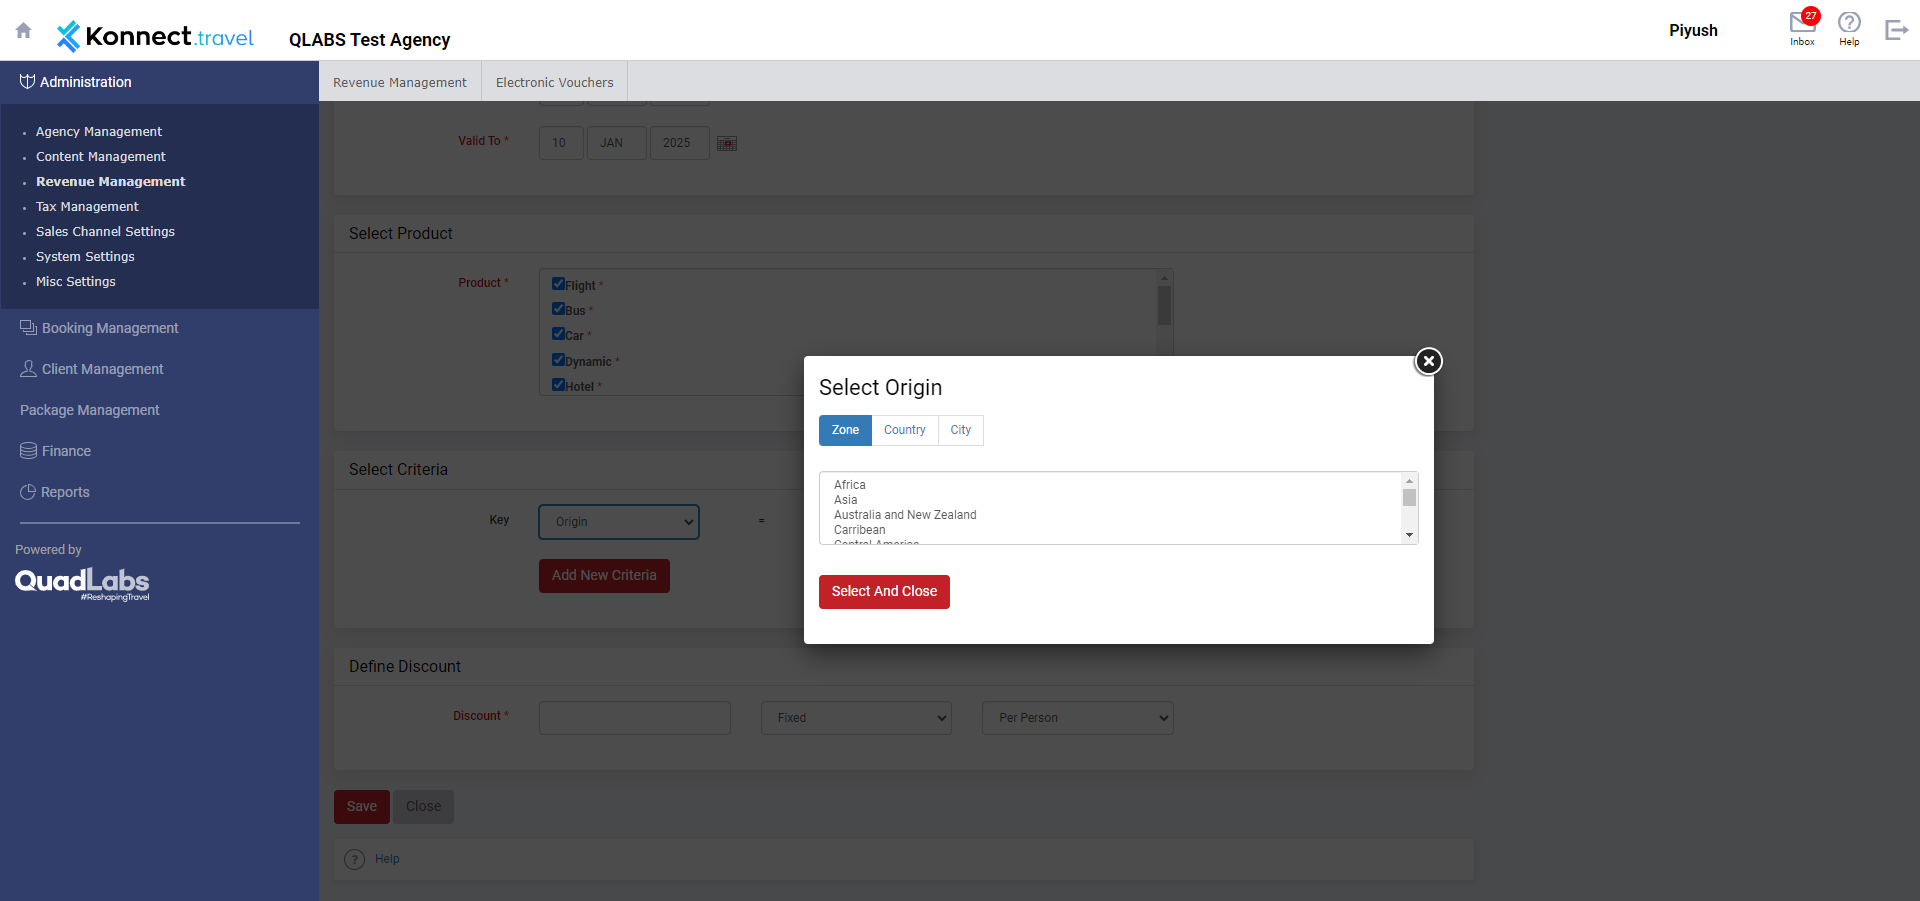 Konnect.travel
QLABS Test Agency
Piyush
27
Inbox
Help
Administration
Revenue Management
Electronic Vouchers
Agency Management
Content Management
Revenue Management
Tax Management
Sales Channel Settings
System Settings
Misc Settings
Booking Management
Client Management
Package Management
Finance
Reports
Powered by
QuadLabs
#ReshapingTravel
Valid To *
10
JAN
2025
Select Product
Product *
Flight *
Bus *
Car *
Dynamic *
Hotel *
Select Criteria
Key
Origin
=
Add New Criteria
Select Origin
Zone
Country
City
Africa
Asia
Australia and New Zealand
Carribean
Central America
Select And Close
Define Discount
Discount *
Fixed
Per Person
Save
Close
? Help